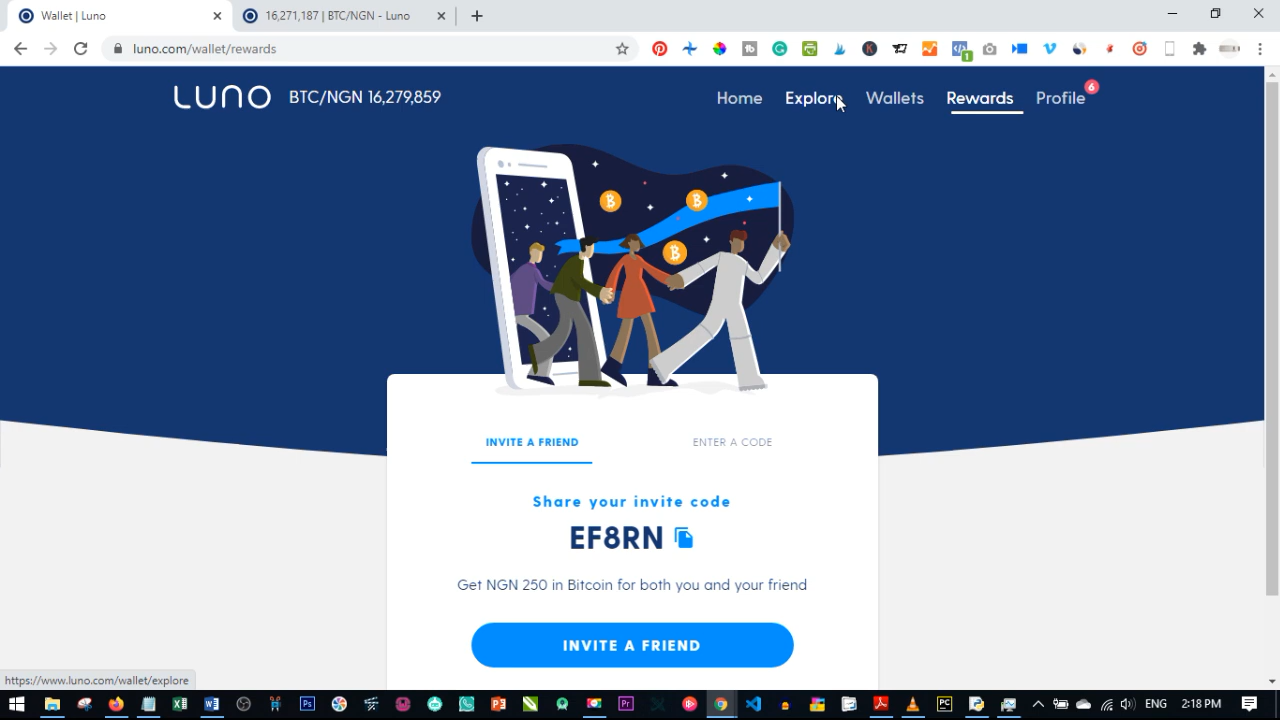 Wallet | Luno
16,271,187 | BTC/NGN - Luno
luno.com/wallet/rewards
1
LUNO BTC/NGN 16,279,859 Home Explore Wallets Rewards Profile 6
INVITE A FRIEND ENTER A CODE
Share your invite code
EF8RN
Get NGN 250 in Bitcoin for both you and your friend
INVITE A FRIEND
https://www.luno.com/wallet/explore
ENG 2:18 PM